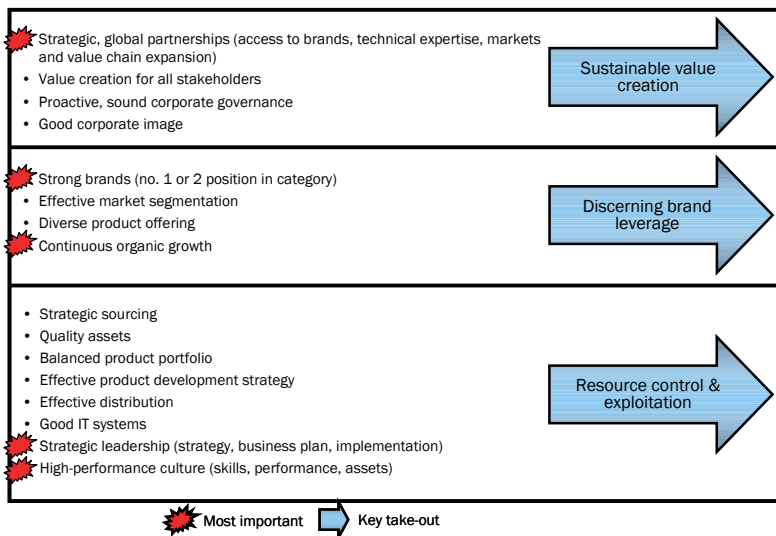 Strategic, global partnerships (access to brands, technical expertise, markets
and value chain expansion)
• Value creation for all stakeholders
• Proactive, sound corporate governance
• Good corporate image
Sustainable value
creation
Strong brands (no. 1 or 2 position in category)
• Effective market segmentation
• Diverse product offering
Continuous organic growth
Discerning brand
leverage
• Strategic sourcing
• Quality assets
• Balanced product portfolio
• Effective product development strategy
• Effective distribution
• Good IT systems
Strategic leadership (strategy, business plan, implementation)
High-performance culture (skills, performance, assets)
Resource control &
exploitation
Most important
Key take-out